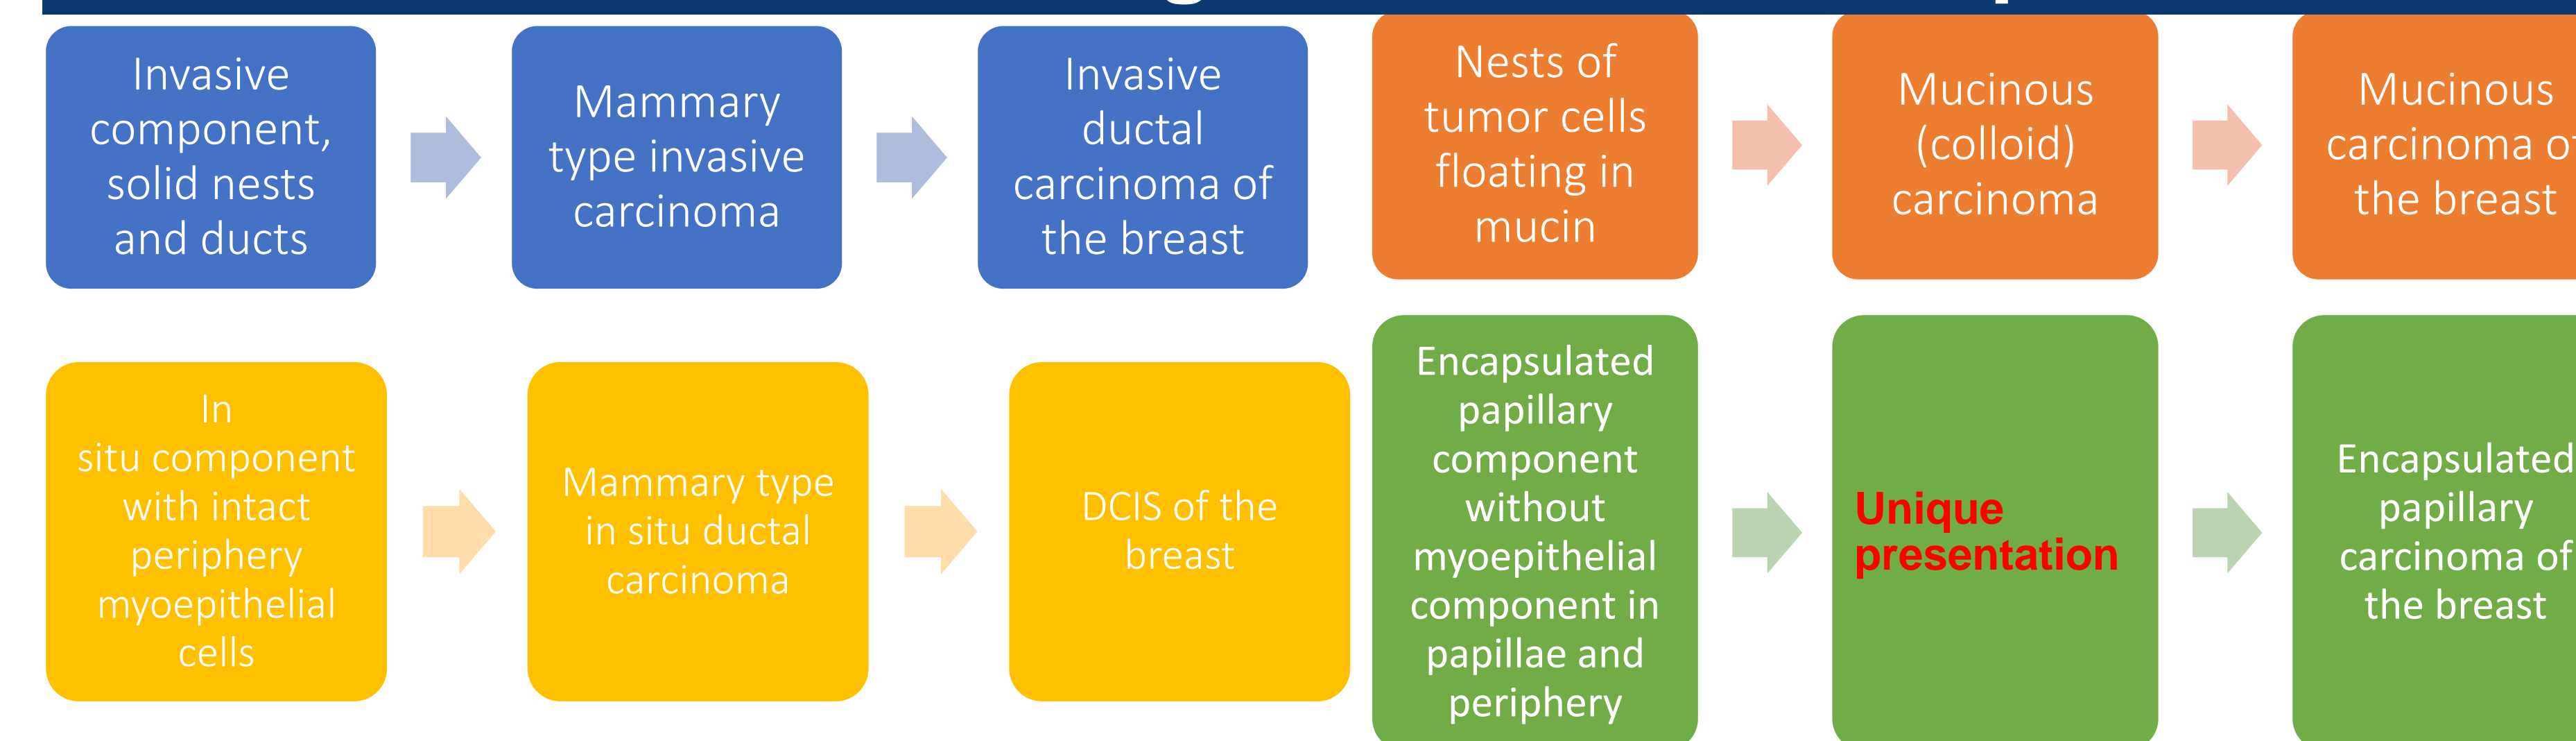 Invasive
component,
solid nests
and ducts
Mammary
type invasive
carcinoma
Invasive
ductal
carcinoma of
the breast
Nests of
tumor cells
floating in
mucin
Mucinous
(colloid)
carcinoma
Mucinous
carcinoma of
the breast
In
situ component
with intact
periphery
myoepithelial
cells
Mammary type
in situ ductal
carcinoma
DCIS of the
breast
Encapsulated
papillary
component
without
myoepithelial
component in
papillae and
periphery
Unique
presentation
Encapsulated
papillary
carcinoma of
the breast